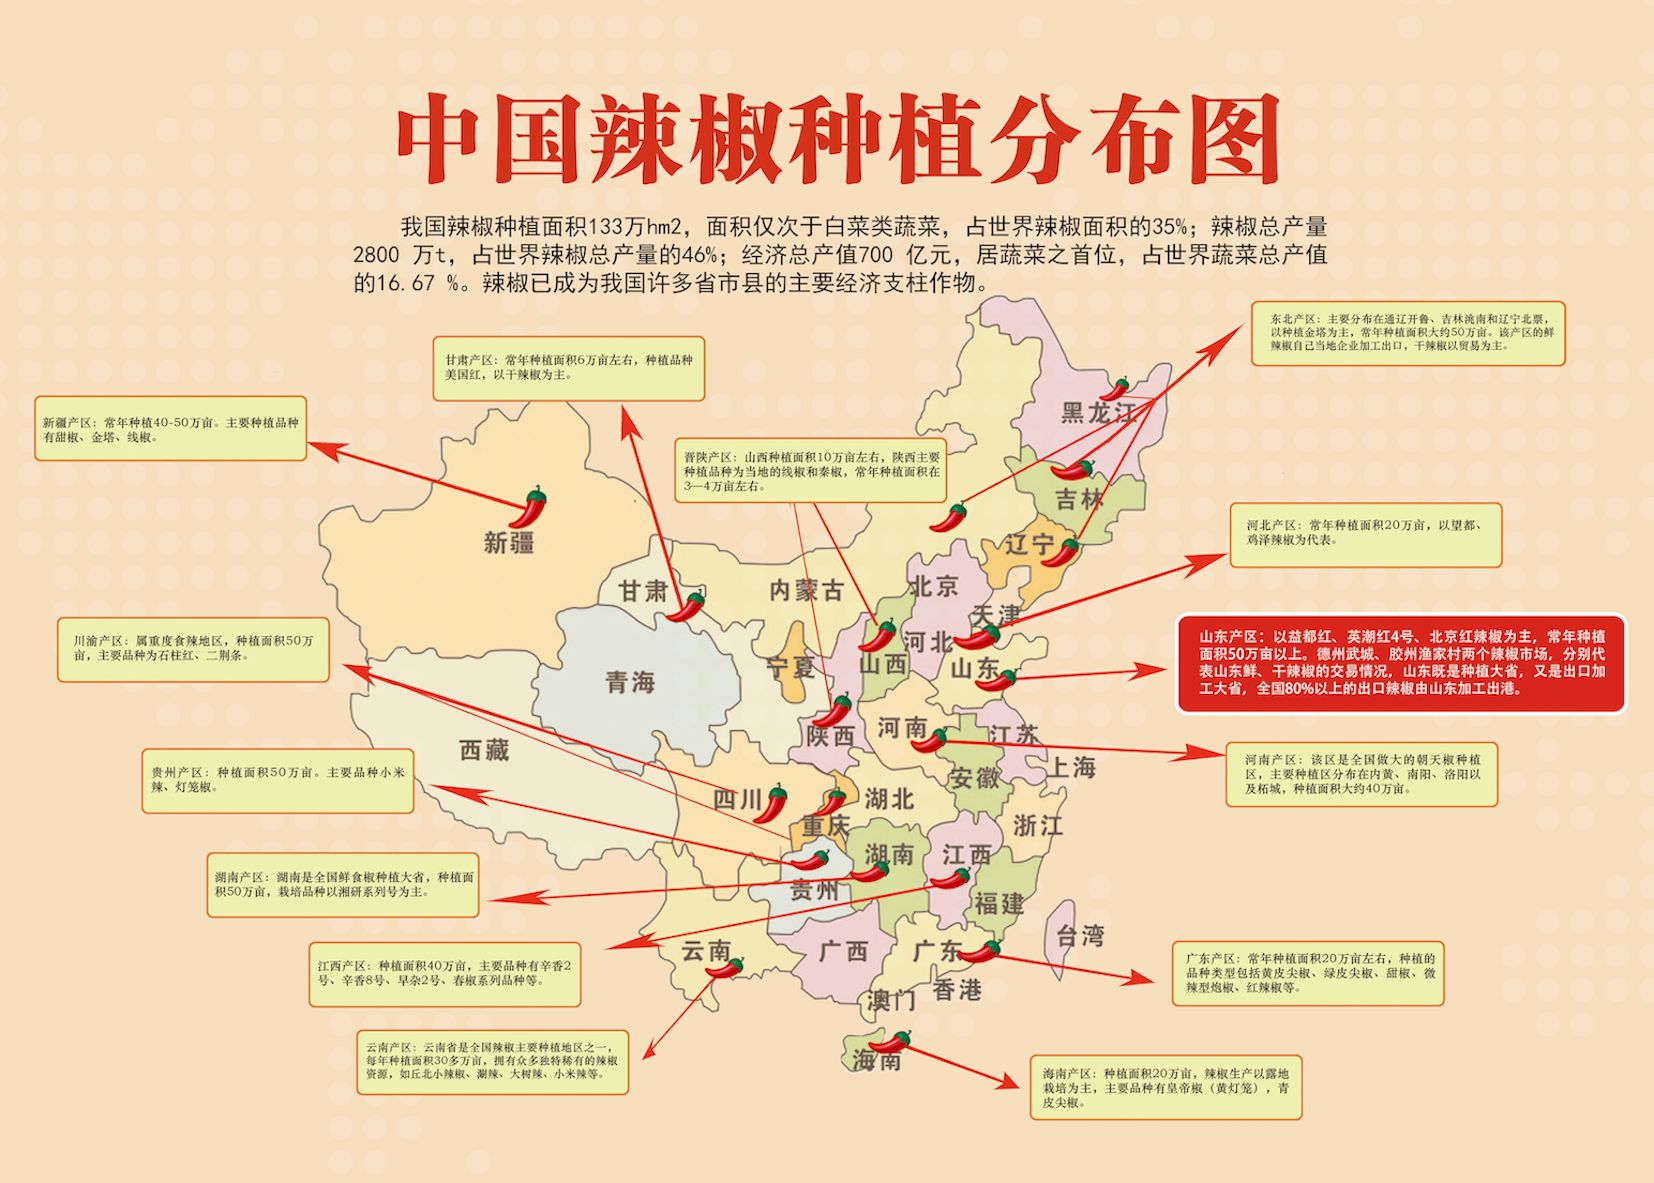 中国辣椒种植分布图
我国辣椒种植面积133万hm2，面积仅次于白菜类蔬菜，占世界辣椒面积的35%；辣椒总产量
2800 万t，占世界辣椒总产量的46%；经济总产值700 亿元，居蔬菜之首位，占世界蔬菜总产值
的16.67 %。辣椒已成为我国许多省市县的主要经济支柱作物。
东北产区：主要分布在通辽开鲁、吉林洮南和辽宁北票，
以种植金塔为主，常年种植面积大约50万亩。该产区的鲜
辣椒自己当地企业加工出口，干辣椒以贸易为主。
甘肃产区：常年种植面积6万亩左右，种植品种
美国红，以干辣椒为主。
新疆产区：常年种植40-50万亩。主要种植品种
有甜椒、金塔、线椒。
晋陕产区：山西种植面积10万亩左右，陕西主要
种植品种为当地的线椒和秦椒，常年种植面积在
3—4万亩左右。
河北产区：常年种植面积20万亩，以望都、
鸡泽辣椒为代表。
川渝产区：属重度食辣地区，种植面积50万
亩，主要品种为石柱红、二荆条。
山东产区：以益都红、英潮红4号、北京红辣椒为主，常年种植
面积50万亩以上。德州武城、胶州渔家村两个辣椒市场，分别代
表山东鲜、干辣椒的交易情况，山东既是种植大省，又是出口加
工大省，全国80%以上的出口辣椒由山东加工出港。
贵州产区：种植面积50万亩。主要品种小米
辣、灯笼椒。
河南产区：该区是全国做大的朝天椒种植
区，主要种植区分布在内黄、南阳、洛阳以
及柘城，种植面积大约40万亩。
湖南产区：湖南是全国鲜食椒种植大省，种植面
积50万亩，栽培品种以湘研系列号为主。
江西产区：种植面积40万亩，主要品种有辛香2
号、辛香8号、早杂2号、春椒系列品种等。
广东产区：常年种植面积20万亩左右，种植的
品种类型包括黄皮尖椒、绿皮尖椒、甜椒、微
辣型炮椒、红辣椒等。
云南产区：云南省是全国辣椒主要种植地区之一，
每年种植面积30多万亩，拥有众多独特稀有的辣椒
资源，如丘北小辣椒、涮辣、大树辣、小米辣等。
海南产区：种植面积20万亩，辣椒生产以露地
栽培为主，主要品种有皇帝椒（黄灯笼），青
皮尖椒。
黑龙江
吉林
辽宁
新疆
甘肃
内蒙古
北京
天津
河北
山西
山东
宁夏
青海
陕西
河南
江苏
西藏
安徽
上海
四川
重庆
湖北
浙江
湖南
江西
贵州
福建
云南
广西
广东
台湾
香港
澳门
海南